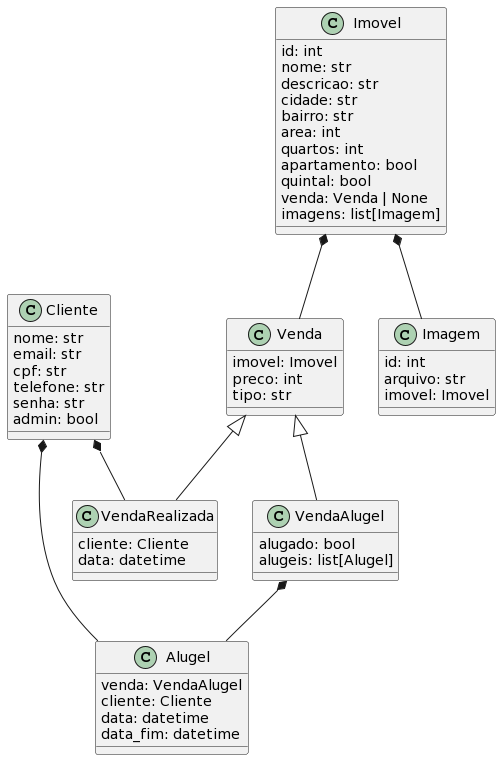 C Imovel
id: int
nome: str
descricao: str
cidade: str
bairro: str
area: int
quartos: int
apartamento: bool
quintal: bool
venda: Venda | None
imagens: list[Imagem]
C Cliente
nome: str
email: str
cpf: str
telefone: str
senha: str
admin: bool
C Venda
imovel: Imovel
preco: int
tipo: str
C Imagem
id: int
arquivo: str
imovel: Imovel
C VendaRealizada
cliente: Cliente
data: datetime
C VendaAlugel
alugado: bool
alugeis: list[Alugel]
C Alugel
venda: VendaAlugel
cliente: Cliente
data: datetime
data_fim: datetime